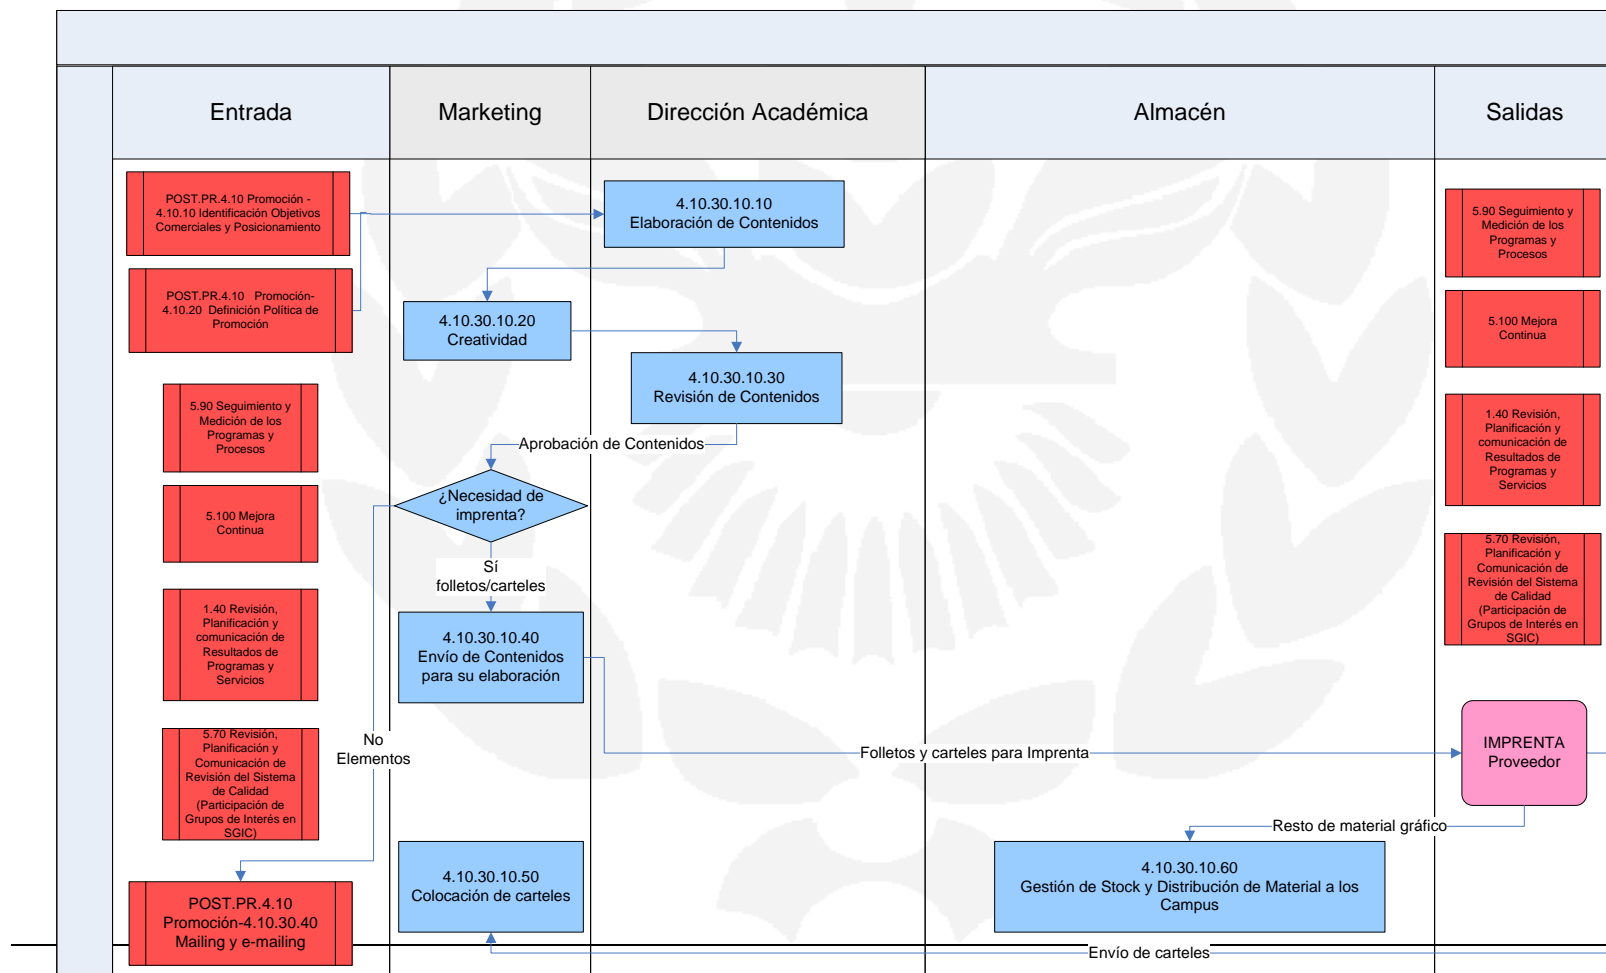 Entrada
Marketing
Dirección Académica
Almacén
Salidas
POST.PR.4.10 Promoción -
4.10.10 Identificación Objetivos
Comerciales y Posicionamiento
4.10.30.10.10
Elaboración de Contenidos
5.90 Seguimiento y
Medición de los
Programas y
Procesos
POST.PR.4.10 Promoción-
4.10.20 Definición Política de
Promoción
4.10.30.10.20
Creatividad
5.100 Mejora
Continua
4.10.30.10.30
Revisión de Contenidos
5.90 Seguimiento y
Medición de los
Programas y
Procesos
1.40 Revisión,
Planificación y
comunicación de
Resultados de
Programas y
Servicios
Aprobación de Contenidos
¿Necesidad de
imprenta?
5.100 Mejora
Continua
5.70 Revisión,
Planificación y
Comunicación de
Revisión del Sistema
de Calidad
(Participación de
Grupos de Interés en
SGIC)
Sí
folletos/carteles
1.40 Revisión,
Planificación y
comunicación de
Resultados de
Programas y
Servicios
4.10.30.10.40
Envío de Contenidos
para su elaboración
5.70 Revisión,
Planificación y
Comunicación de
Revisión del Sistema
de Calidad
(Participación de
Grupos de Interés en
SGIC)
No
Elementos
Folletos y carteles para Imprenta
IMPRENTA
Proveedor
Resto de material gráfico
4.10.30.10.50
Colocación de carteles
4.10.30.10.60
Gestión de Stock y Distribución de Material a los
Campus
POST.PR.4.10
Promoción-4.10.30.40
Mailing y e-mailing
Envío de carteles